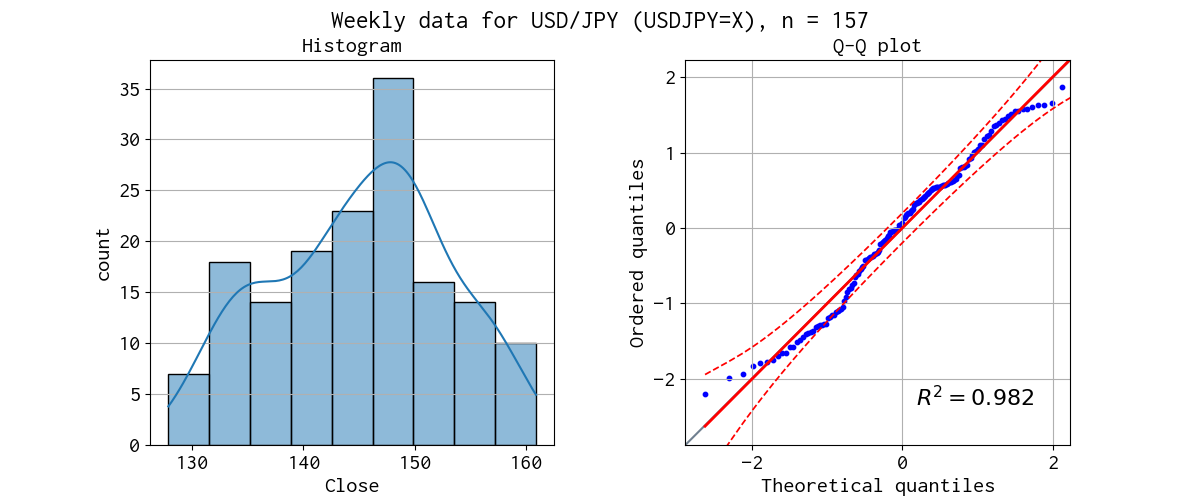 Weekly data for USD/JPY (USDJPY=X), n = 157
Histogram
count
35
30
25
20
15
10
5
0
130 140 150 160
Close
Q-Q plot
Ordered quantiles
2
1
0
−1
−2
R² = 0.982
−2 0 2
Theoretical quantiles